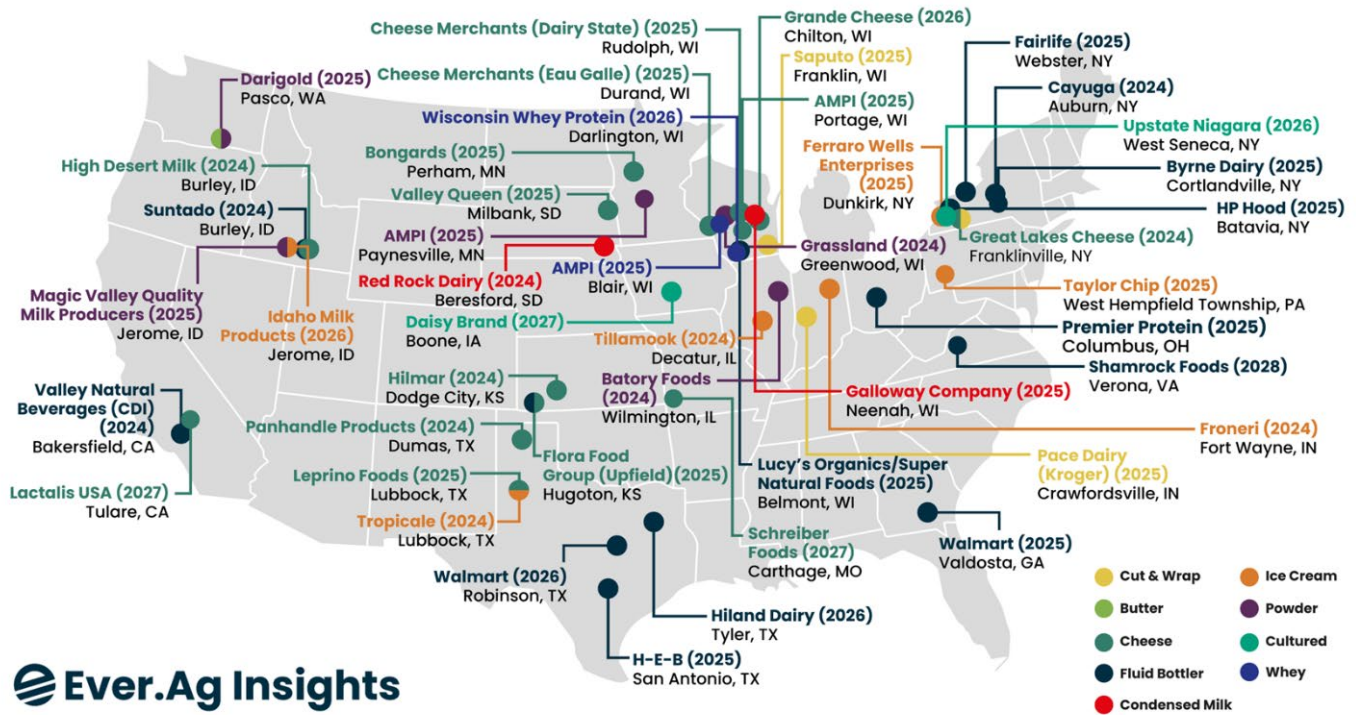 Cheese Merchants (Dairy State) (2025)
Rudolph, WI
Grande Cheese (2026)
Chilton, WI
Fairlife (2025)
Webster, NY
Saputo (2025)
Franklin, WI
Darigold (2025)
Pasco, WA
Cheese Merchants (Eau Galle) (2025)
Durand, WI
Cayuga (2024)
Auburn, NY
AMPI (2025)
Portage, WI
Wisconsin Whey Protein (2026)
Darlington, WI
Upstate Niagara (2026)
West Seneca, NY
Ferraro Wells
Enterprises
(2025)
Dunkirk, NY
High Desert Milk (2024)
Burley, ID
Bongards (2025)
Perham, MN
Byrne Dairy (2025)
Cortlandville, NY
Valley Queen (2025)
Milbank, SD
Suntado (2024)
Burley, ID
HP Hood (2025)
Batavia, NY
AMPI (2025)
Paynesville, MN
Grassland (2024)
Greenwood, WI
Great Lakes Cheese (2024)
Franklinville, NY
AMPI (2025)
Blair, WI
Red Rock Dairy (2024)
Beresford, SD
Magic Valley Quality
Milk Producers (2025)
Jerome, ID
Idaho Milk
Products (2026)
Jerome, ID
Taylor Chip (2025)
West Hempfield Township, PA
Daisy Brand (2027)
Boone, IA
Tillamook (2024)
Decatur, IL
Premier Protein (2025)
Columbus, OH
Shamrock Foods (2028)
Verona, VA
Valley Natural
Beverages (CDI)
(2024)
Bakersfield, CA
Hilmar (2024)
Dodge City, KS
Batory Foods
(2024)
Wilmington, IL
Galloway Company (2025)
Neenah, WI
Panhandle Products (2024)
Dumas, TX
Froneri (2024)
Fort Wayne, IN
Flora Food
Group (Upfield)(2025)
Hugoton, KS
Lucy's Organics/Super
Natural Foods (2025)
Belmont, WI
Pace Dairy
(Kroger) (2025)
Crawfordsville, IN
Leprino Foods (2025)
Lubbock, TX
Lactalis USA (2027)
Tulare, CA
Tropicale (2024)
Lubbock, TX
Schreiber
Foods (2027)
Carthage, MO
Walmart (2025)
Valdosta, GA
Walmart (2026)
Robinson, TX
Hiland Dairy (2026)
Tyler, TX
H-E-B (2025)
San Antonio, TX
Cut & Wrap
Ice Cream
Butter
Powder
Cheese
Cultured
Fluid Bottler
Whey
Condensed Milk
Ever.Ag Insights